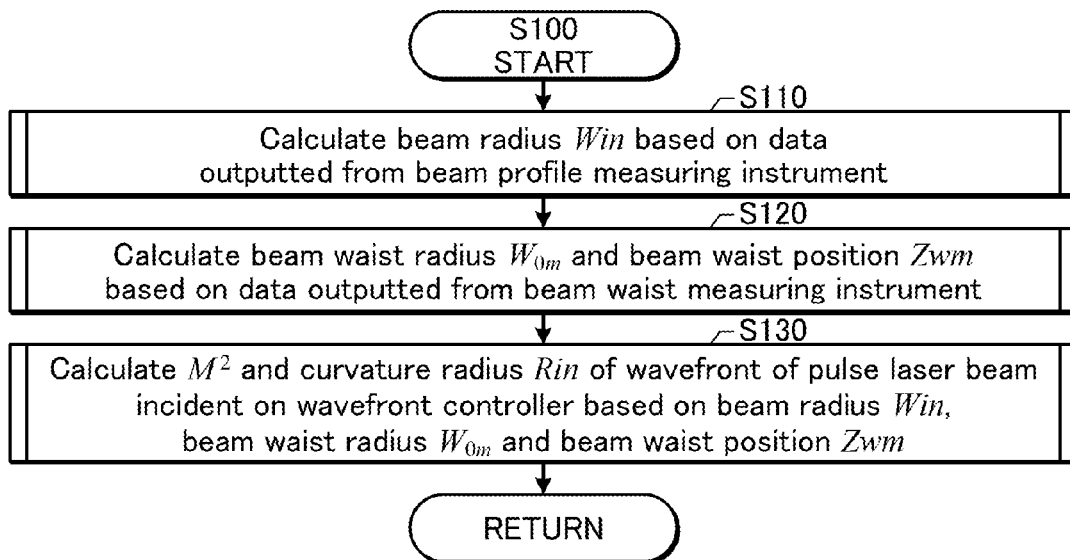 S100
START
S110
Calculate beam radius Win based on data
outputted from beam profile measuring instrument
S120
Calculate beam waist radius W0m and beam waist position Zwm
based on data outputted from beam waist measuring instrument
S130
Calculate M² and curvature radius Rin of wavefront of pulse laser beam
incident on wavefront controller based on beam radius Win,
beam waist radius W0m and beam waist position Zwm
RETURN